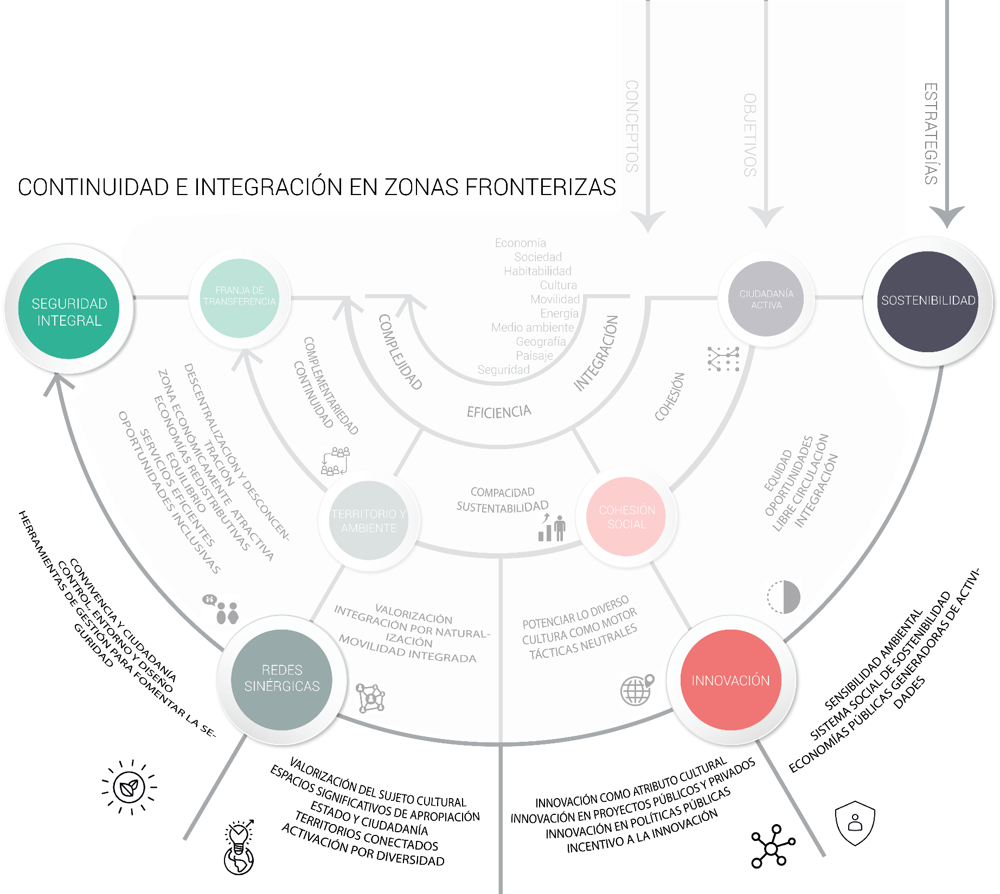 CONCEPTOS
OBJETIVOS
ESTRATEGÍAS
CONTINUIDAD E INTEGRACIÓN EN ZONAS FRONTERIZAS
Economía
Sociedad
Habitabilidad
Cultura
Movilidad
Energía
Medio ambiente
Geografía
Paisaje
Seguridad
SEGURIDAD
INTEGRAL
FRANJA DE
TRANSFERENCIA
CIUDADANÍA
ACTIVA
SOSTENIBILIDAD
COMPLEJIDAD
EFICIENCIA
INTEGRACIÓN
COMPLEMENTARIEDAD
CONTINUIDAD
COHESIÓN
COMPACIDAD
SUSTENTABILIDAD
TERRITORIO Y
AMBIENTE
COHESIÓN
SOCIAL
DESCENTRALIZACIÓN Y DESCONCEN-
TRACIÓN
ZONA ECONÓMICAMENTE ATRACTIVA
ECONOMÍAS REDISTRIBUTIVAS
EQUILIBRIO
SERVICIOS EFICIENTES
OPORTUNIDADES INCLUSIVAS
EQUIDAD
OPORTUNIDADES
LIBRE CIRCULACIÓN
INTEGRACIÓN
VALORIZACIÓN
INTEGRACIÓN POR NATURAL-
IZACIÓN
MOVILIDAD INTEGRADA
POTENCIAR LO DIVERSO
CULTURA COMO MOTOR
TÁCTICAS NEUTRALES
REDES
SINÉRGICAS
INNOVACIÓN
CONVIVENCIA Y CIUDADANÍA
CONTROL, ENTORNO Y DISEÑO
HERRAMIENTAS DE GESTIÓN PARA FOMENTAR LA SE-
GURIDAD
VALORIZACIÓN DEL SUJETO CULTURAL
ESPACIOS SIGNIFICATIVOS DE APROPIACIÓN
ESTADO Y CIUDADANÍA
TERRITORIOS CONECTADOS
ACTIVACIÓN POR DIVERSIDAD
INNOVACIÓN COMO ATRIBUTO CULTURAL
INNOVACIÓN EN PROYECTOS PÚBLICOS Y PRIVADOS
INNOVACIÓN EN POLÍTICAS PÚBLICAS
INCENTIVO A LA INNOVACIÓN
SENSIBILIDAD AMBIENTAL
SISTEMA SOCIAL DE SOSTENIBILIDAD
ECONOMÍAS PÚBLICAS GENERADORAS DE ACTIVI-
DADES